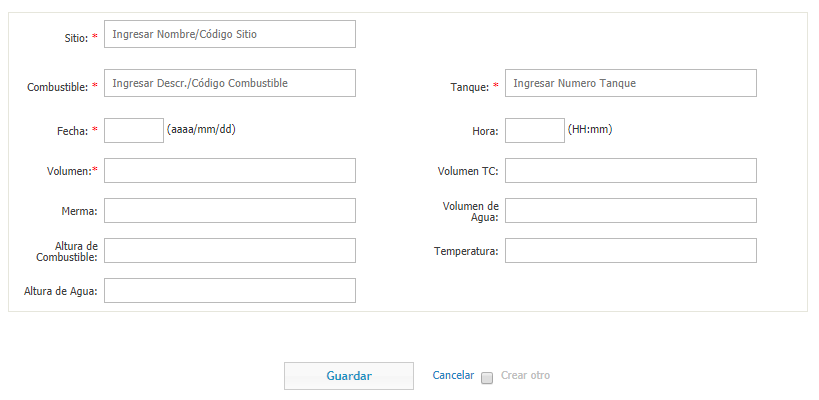 Sitio: * Ingresar Nombre/Código Sitio
Combustible: * Ingresar Descr./Código Combustible
Tanque: * Ingresar Numero Tanque
Fecha: * (aaaa/mm/dd)
Hora: (HH:mm)
Volumen:*
Volumen TC:
Merma:
Volumen de
Agua:
Altura de
Combustible:
Temperatura:
Altura de Agua:
Guardar
Cancelar
Crear otro